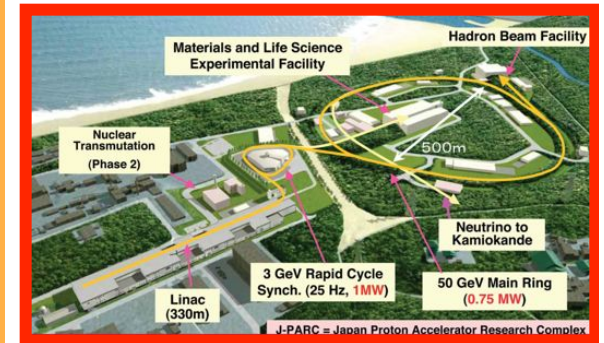 Hadron Beam Facility
Materials and Life Science
Experimental Facility
Nuclear
Transmutation
(Phase 2)
500m
Neutrino to
Kamiokande
3 GeV Rapid Cycle
Synch. (25 Hz, 1MW)
50 GeV Main Ring
(0.75 MW)
Linac
(330m)
J-PARC = Japan Proton Accelerator Research Complex